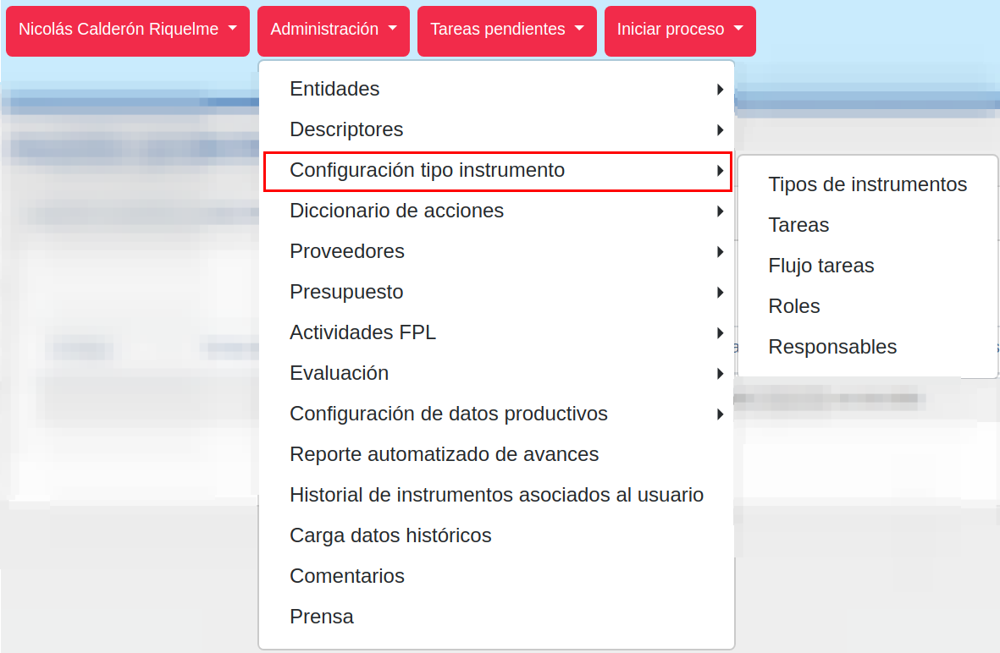 Nicolás Calderón Riquelme
Administración
Tareas pendientes
Iniciar proceso
Entidades
Descriptores
Configuración tipo instrumento
Diccionario de acciones
Proveedores
Presupuesto
Actividades FPL
Evaluación
Configuración de datos productivos
Reporte automatizado de avances
Historial de instrumentos asociados al usuario
Carga datos históricos
Comentarios
Prensa
Tipos de instrumentos
Tareas
Flujo tareas
Roles
Responsables